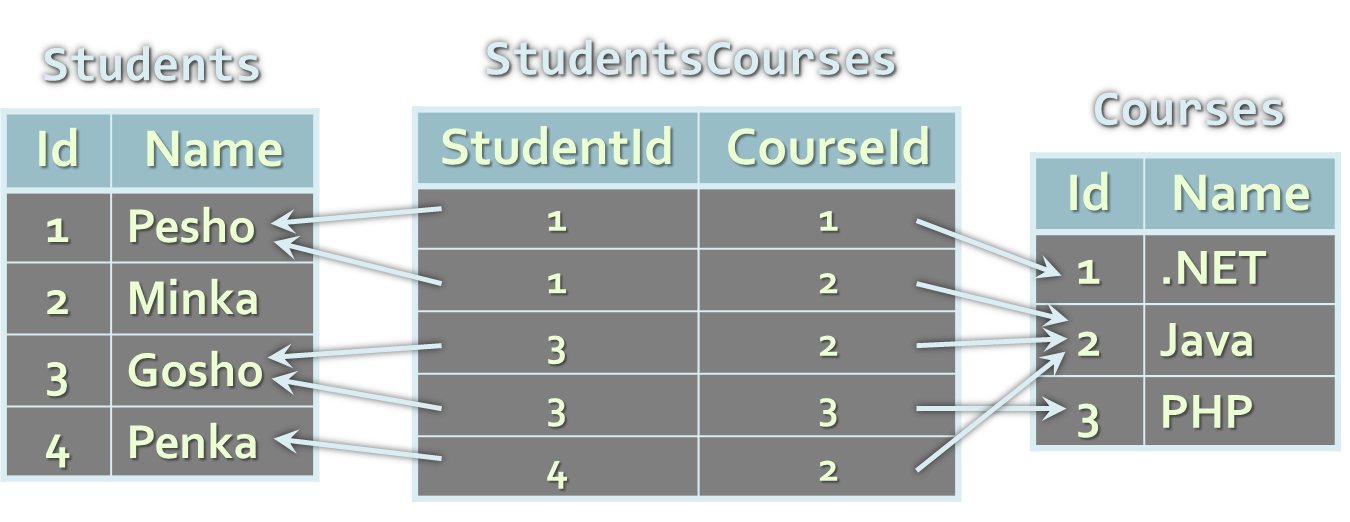 Students
Id Name
1 Pesho
2 Minka
3 Gosho
4 Penka
StudentsCourses
StudentId CourseId
1 1
1 2
3 2
3 3
4 2
Courses
Id Name
1 .NET
2 Java
3 PHP